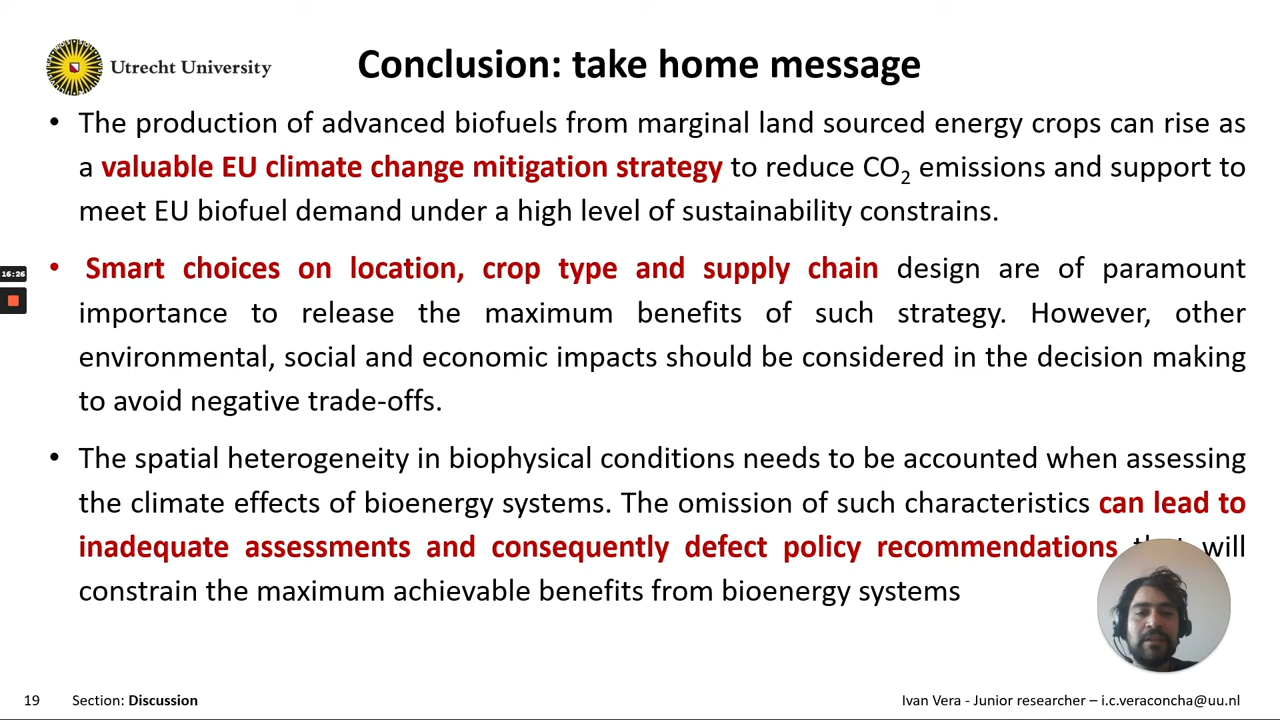 Utrecht University
Conclusion: take home message
• The production of advanced biofuels from marginal land sourced energy crops can rise as
a valuable EU climate change mitigation strategy to reduce CO₂ emissions and support to
meet EU biofuel demand under a high level of sustainability constrains.
• Smart choices on location, crop type and supply chain design are of paramount
importance to release the maximum benefits of such strategy. However, other
environmental, social and economic impacts should be considered in the decision making
to avoid negative trade-offs.
• The spatial heterogeneity in biophysical conditions needs to be accounted when assessing
the climate effects of bioenergy systems. The omission of such characteristics can lead to
inadequate assessments and consequently defect policy recommendations that will
constrain the maximum achievable benefits from bioenergy systems
16:26
19 Section: Discussion
Ivan Vera - Junior researcher – i.c.veraconcha@uu.nl